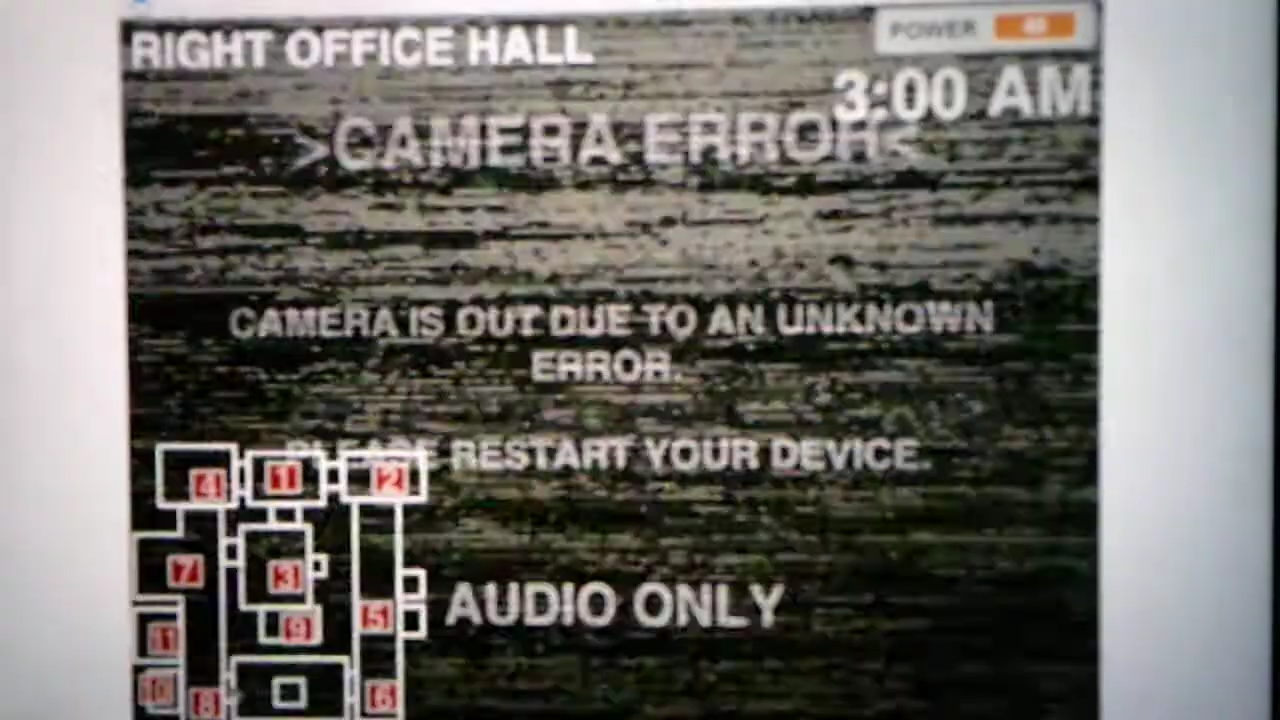 RIGHT OFFICE HALL
POWER
3:00 AM
>CAMERA ERROR<
CAMERA IS OUT DUE TO AN UNKNOWN
ERROR.
PLEASE RESTART YOUR DEVICE.
4 1 2
7 3
5
9
11
10 8 6
AUDIO ONLY